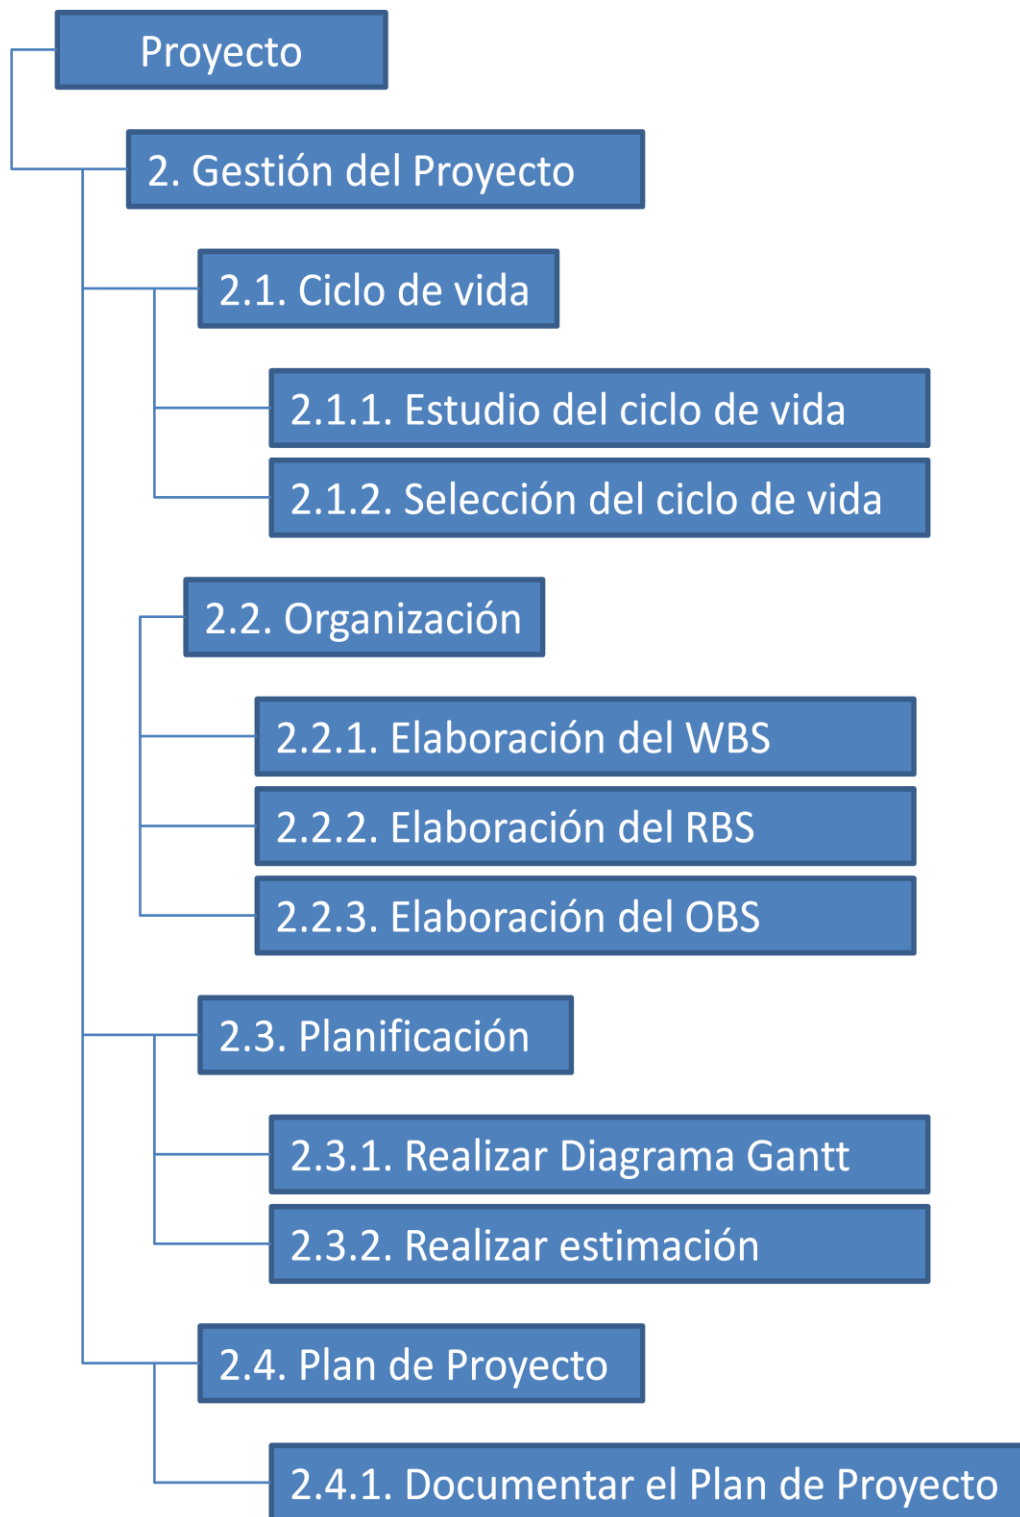 Proyecto
2. Gestión del Proyecto
2.1. Ciclo de vida
2.1.1. Estudio del ciclo de vida
2.1.2. Selección del ciclo de vida
2.2. Organización
2.2.1. Elaboración del WBS
2.2.2. Elaboración del RBS
2.2.3. Elaboración del OBS
2.3. Planificación
2.3.1. Realizar Diagrama Gantt
2.3.2. Realizar estimación
2.4. Plan de Proyecto
2.4.1. Documentar el Plan de Proyecto